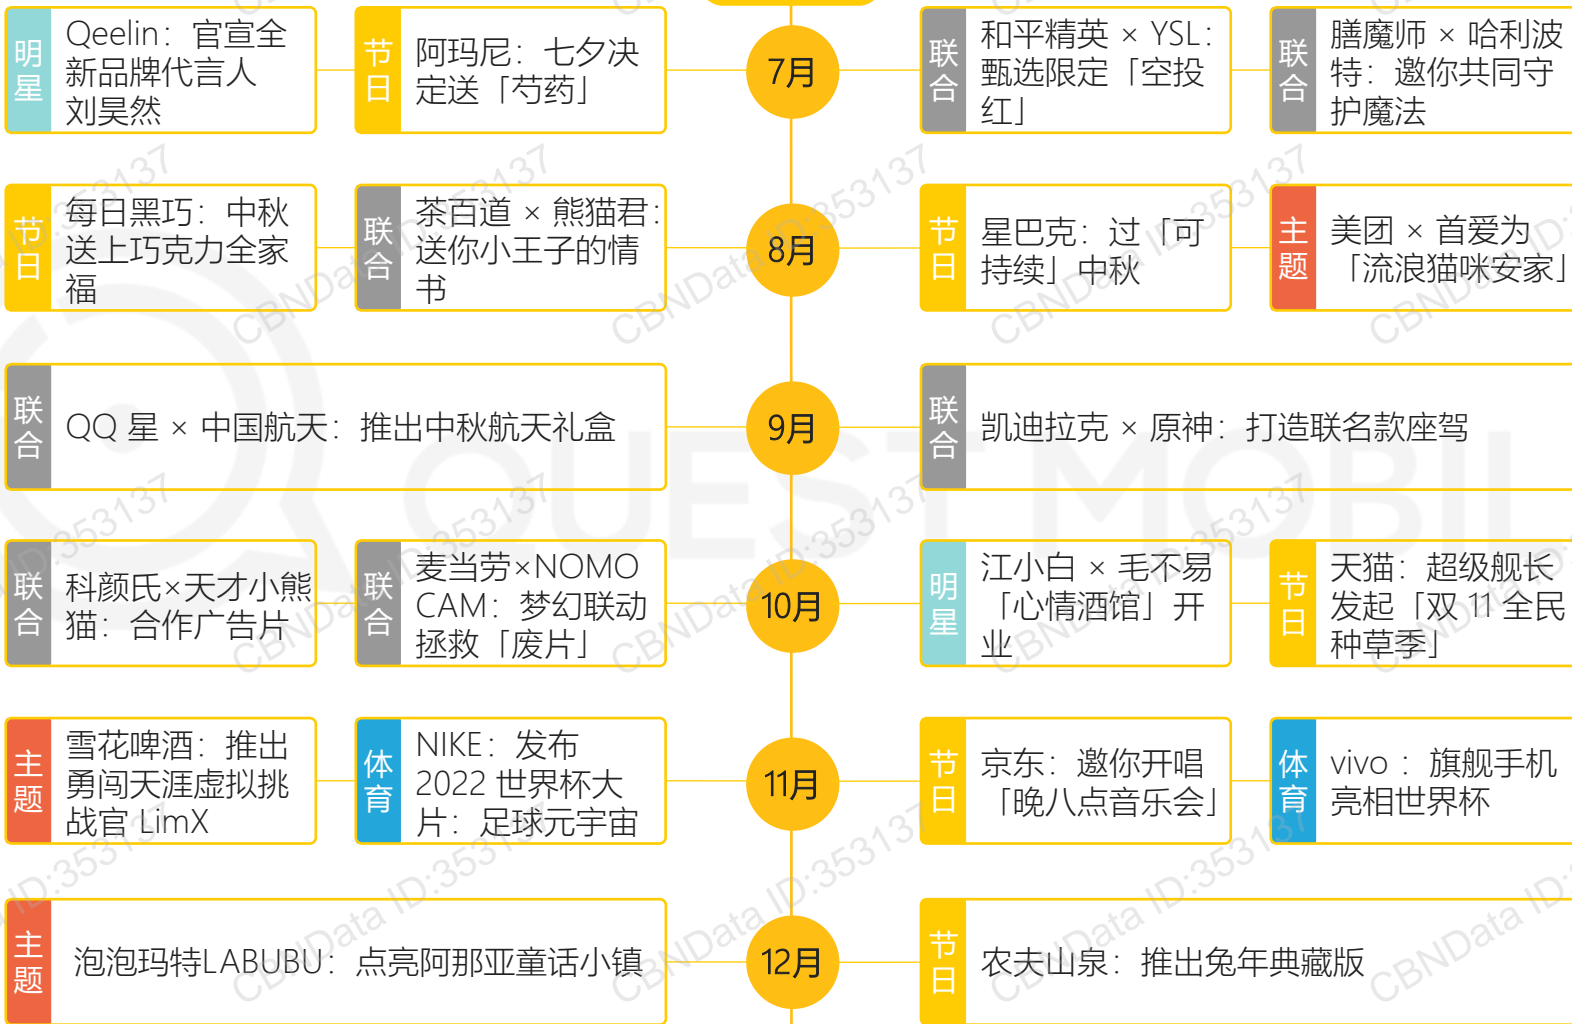 明星
Qeelin：官宣全
新品牌代言人
刘昊然
节日
阿玛尼：七夕决
定送「芍药」
7月
联合
和平精英 × YSL：
甄选限定「空投
红」
联合
膳魔师 × 哈利波
特：邀你共同守
护魔法
节日
每日黑巧：中秋
送上巧克力全家
福
联合
茶百道 × 熊猫君：
送你小王子的情
书
8月
节日
星巴克：过「可
持续」中秋
主题
美团 × 首爱为
「流浪猫咪安家」
联合
QQ 星 × 中国航天：推出中秋航天礼盒
9月
联合
凯迪拉克 × 原神：打造联名款座驾
联合
科颜氏×天才小熊
猫：合作广告片
联合
麦当劳×NOMO
CAM：梦幻联动
拯救「废片」
10月
明星
江小白 × 毛不易
「心情酒馆」开
业
节日
天猫：超级舰长
发起「双 11 全民
种草季」
主题
雪花啤酒：推出
勇闯天涯虚拟挑
战官 LimX
体育
NIKE：发布
2022 世界杯大
片：足球元宇宙
11月
节日
京东：邀你开唱
「晚八点音乐会」
体育
vivo ：旗舰手机
亮相世界杯
主题
泡泡玛特LABUBU：点亮阿那亚童话小镇
12月
节日
农夫山泉：推出兔年典藏版
QUEST MOBIL
CBNData ID:353137